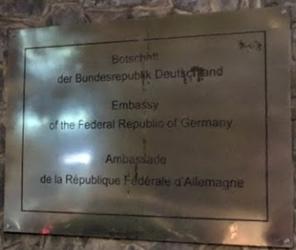 Botschaft
der Bundesrepublik Deutschland
Embassy
of the Federal Republic of Germany
Ambassade
de la République Fédérale d'Allemagne